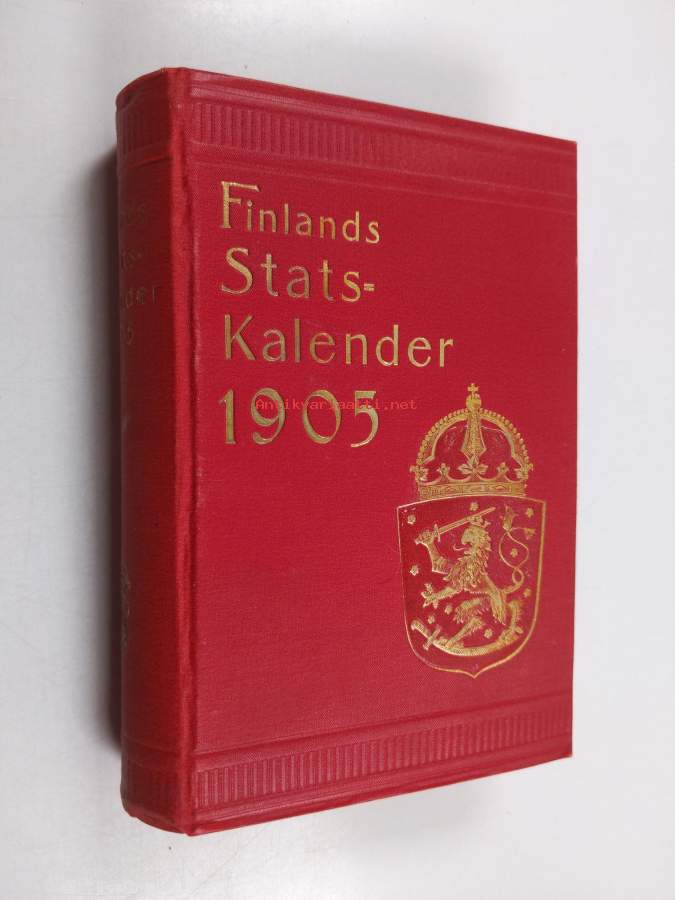 Finlands
Stats=
Kalender
1905
Antikvariaatti.net